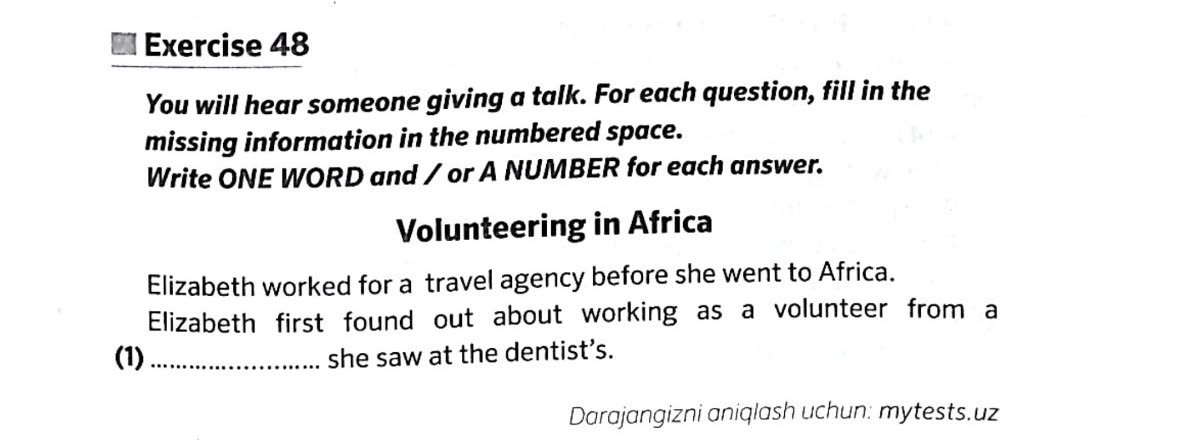 Exercise 48
You will hear someone giving a talk. For each question, fill in the
missing information in the numbered space.
Write ONE WORD and / or A NUMBER for each answer.
Volunteering in Africa
Elizabeth worked for a travel agency before she went to Africa.
Elizabeth first found out about working as a volunteer from a
(1) ........................ she saw at the dentist's.
Darajangizni aniqlash uchun: mytests.uz